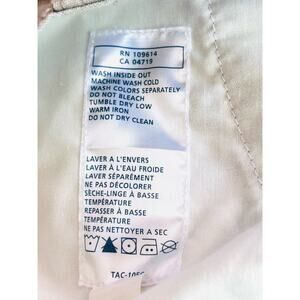 RN 109614
CA 04719
WASH INSIDE OUT
MACHINE WASH COLD
WASH COLORS SEPARATELY
DO NOT BLEACH
TUMBLE DRY LOW
WARM IRON
DO NOT DRY CLEAN
LAVER A L'ENVERS
LAVER À L'EAU FROIDE
LAVER SÉPARÉMENT
NE PAS DÉCOLORER
SÈCHE-LINGE À BASSE
TEMPÉRATURE
REPASSER À BASSE
TEMPÉRATURE
NE PAS NETTOYER A SEC